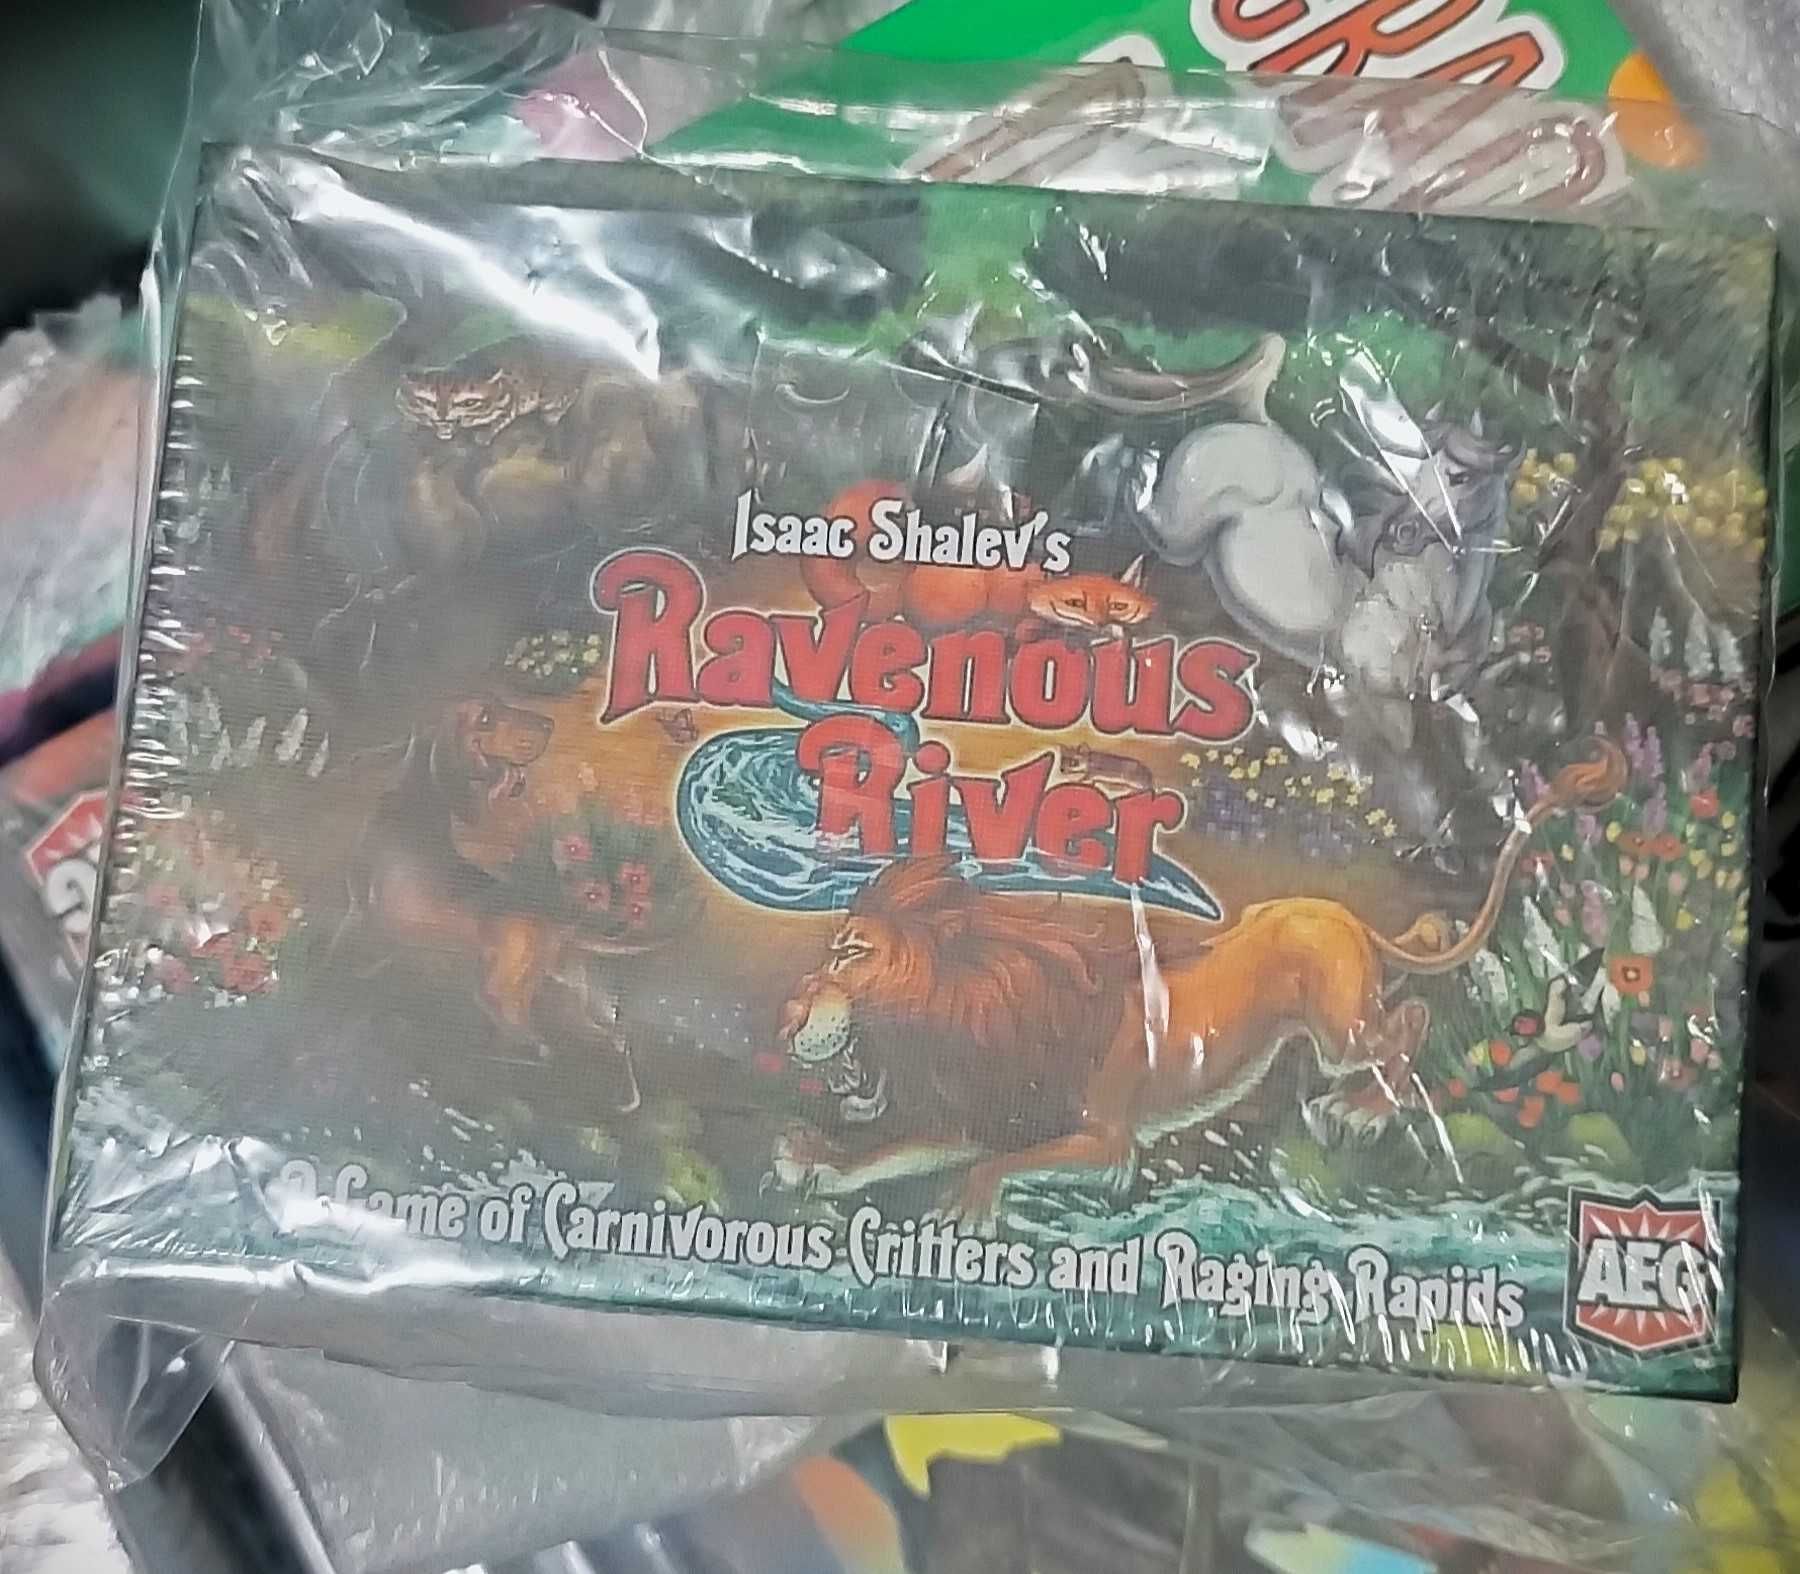 Isaac Shalev's
Ravenous
River
A Game of Carnivorous Critters and Raging Rapids
AEG